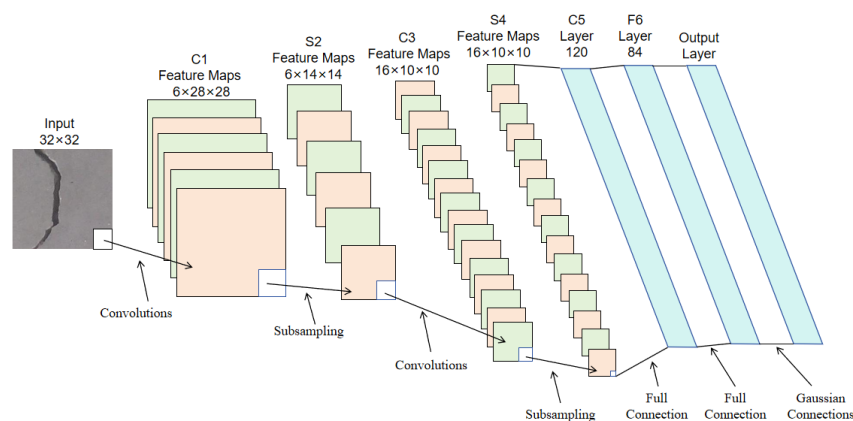 Input
32×32
C1
Feature Maps
6×28×28
S2
Feature Maps
6×14×14
C3
Feature Maps
16×10×10
S4
Feature Maps
16×10×10
C5
Layer
120
F6
Layer
84
Output
Layer
Convolutions
Subsampling
Convolutions
Subsampling
Full
Connection
Full
Connection
Gaussian
Connections